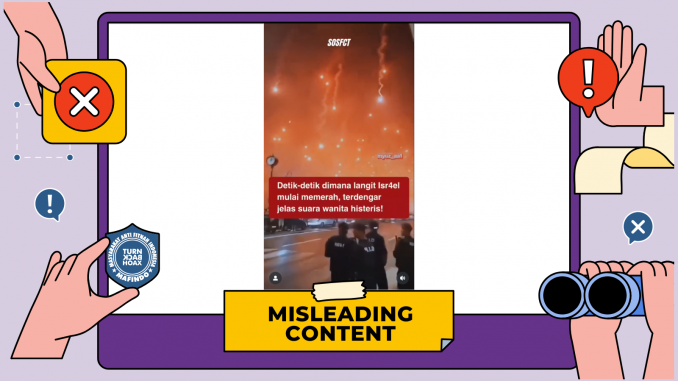 SOSFCT
Detik-detik dimana langit Isr4el
mulai memerah, terdengar
jelas suara wanita histeris!
MASYARAKAT ANTI FITNAH INDONESIA
TURN
BACK
HOAX
MAFINDO
MISLEADING
CONTENT